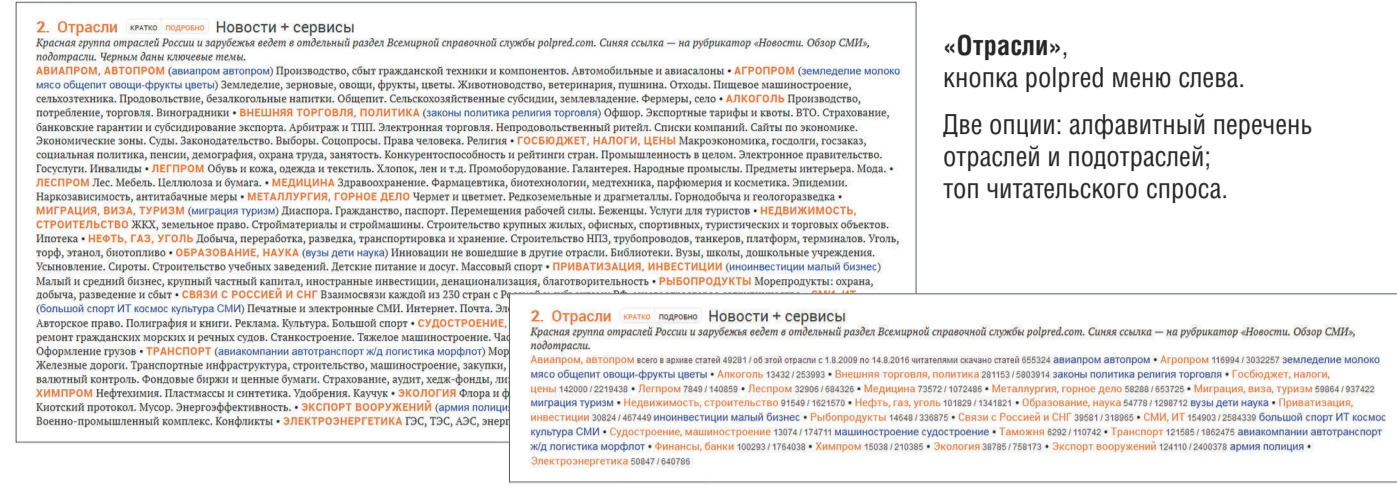 2. Отрасли КРАТКО ПОДРОБНО Новости + сервисы
Красная группа отраслей России и зарубежья ведет в отдельный раздел Всемирной справочной службы polpred.com. Синяя ссылка — на рубрикатор «Новости. Обзор СМИ»,
подотрасли. Черным даны ключевые темы.
АВИАПРОМ, АВТОПРОМ (авиапром автопром) Производство, сбыт гражданской техники и компонентов. Автомобильные и авиасалоны • АГРОПРОМ (земледелие молоко
мясо общепит овощи-фрукты цветы) Земледелие, зерновые, овощи, фрукты, цветы. Животноводство, ветеринария, пушнина. Отходы. Пищевое машиностроение,
сельхозтехника. Продовольствие, безалкогольные напитки. Общепит. Сельскохозяйственные субсидии, землевладение. Фермеры, село • АЛКОГОЛЬ Производство,
потребление, торговля. Виноградники • ВНЕШНЯЯ ТОРГОВЛЯ, ПОЛИТИКА (законы политика религия торговля) Офшор. Экспортные тарифы и квоты. ВТО. Страхование,
банковские гарантии и субсидирование экспорта. Арбитраж и ТПП. Электронная торговля. Непродовольственный ритейл. Списки компаний. Сайты по экономике.
Экономические зоны. Суды. Законодательство. Выборы. Соцопросы. Права человека. Религия • ГОСБЮДЖЕТ, НАЛОГИ, ЦЕНЫ Макроэкономика, госдолги, госзаказ,
социальная политика, пенсии, демография, охрана труда, занятость. Конкурентоспособность и рейтинги стран. Промышленность в целом. Электронное правительство.
Госуслуги. Инвалиды • ЛЕГПРОМ Обувь и кожа, одежда и текстиль. Хлопок, лен и т.д. Промоборудование. Галантерея. Народные промыслы. Предметы интерьера. Мода. •
ЛЕСПРОМ Лес. Мебель. Целлюлоза и бумага. • МЕДИЦИНА Здравоохранение. Фармацевтика, биотехнологии, медтехника, парфюмерия и косметика. Эпидемии.
Наркозависимость, антитабачные меры • МЕТАЛЛУРГИЯ, ГОРНОЕ ДЕЛО Чермет и цветмет. Редкоземельные и драгметаллы. Горнодобыча и геологоразведка •
МИГРАЦИЯ, ВИЗА, ТУРИЗМ (миграция туризм) Диаспора. Гражданство, паспорт. Перемещения рабочей силы. Беженцы. Услуги для туристов • НЕДВИЖИМОСТЬ,
СТРОИТЕЛЬСТВО ЖКХ, земельное право. Стройматериалы и строймашины. Строительство крупных жилых, офисных, спортивных, туристических и торговых объектов.
Ипотека • НЕФТЬ, ГАЗ, УГОЛЬ Добыча, переработка, разведка, транспортировка и хранение. Строительство НПЗ, трубопроводов, танкеров, платформ, терминалов. Уголь,
торф, этанол, биотопливо • ОБРАЗОВАНИЕ, НАУКА (вузы дети наука) Инновации не вошедшие в другие отрасли. Библиотеки. Вузы, школы, дошкольные учреждения.
Усыновление. Сироты. Строительство учебных заведений. Детские питание и досуг. Массовый спорт • ПРИВАТИЗАЦИЯ, ИНВЕСТИЦИИ (иноинвестиции малый бизнес)
Малый и средний бизнес, крупный частный капитал, иностранные инвестиции, денационализация, благотворительность • РЫБОПРОДУКТЫ Морепродукты: охрана,
добыча, разведение и сбыт • СВЯЗИ С РОССИЕЙ И СНГ Взаимосвязи каждой из 230 стран с
(большой спорт ИТ космос культура СМИ) Печатные и электронные СМИ. Интернет. Почта.
Авторское право. Полиграфия и книги. Реклама. Культура. Большой спорт • СУДОСТРОЕНИЕ,
ремонт гражданских морских и речных судов. Станкостроение. Тяжелое машиностроение.
Оформление грузов • ТРАНСПОРТ (авиакомпании автотранспорт ж/д логистика морфлот)
Железные дороги. Транспортные инфраструктура, строительство, машиностроение, закупки,
валютный контроль. Фондовые биржи и ценные бумаги. Страхование, аудит, хедж-фонды,
ХИМПРОМ Нефтехимия. Пластмассы и синтетика. Удобрения. Каучук • ЭКОЛОГИЯ Флора и
Киотский протокол. Мусор. Энергоэффективность. • ЭКСПОРТ ВООРУЖЕНИЙ (армия
Военно-промышленный комплекс. Конфликты • ЭЛЕКТРОЭНЕРГЕТИКА ГЭС, ТЭС, АЭС,
2. Отрасли КРАТКО ПОДРОБНО Новости + сервисы
Красная группа отраслей России и зарубежья ведет в отдельный раздел Всемирной справочной службы polpred.com. Синяя ссылка — на рубрикатор «Новости. Обзор СМИ»,
подотрасли.
Авиапром, автопром всего в архиве статей 49281 / об этой отрасли с 1.8.2009 по 14.8.2016 читателями скачано статей 655324 авиапром автопром • Агропром 116994 / 3032257 земледелие молоко
мясо общепит овощи-фрукты цветы • Алкоголь 13432 / 253993 • Внешняя торговля, политика 281153 / 5803914 законы политика религия торговля • Госбюджет, налоги,
цены 142000 / 2219438 • Легпром 7849 / 140859 • Леспром 32906 / 684326 • Медицина 73572 / 1072486 • Металлургия, горное дело 58288 / 653725 • Миграция, виза, туризм 59864 / 937422
миграция туризм • Недвижимость, строительство 91549 / 1621570 • Нефть, газ, уголь 101829 / 1341821 • Образование, наука 54778 / 1298712 вузы дети наука • Приватизация,
инвестиции 30824 / 467449 иноинвестиции малый бизнес • Рыбопродукты 14648 / 336875 • Связи с Россией и СНГ 39581 / 318965 • СМИ, ИТ 154903 / 2584339 большой спорт ИТ космос
культура СМИ • Судостроение, машиностроение 13074 / 174711 машиностроение судостроение • Таможня 6292 / 110742 • Транспорт 121585 / 1862475 авиакомпании автотранспорт
ж/д логистика морфлот • Финансы, банки 100293 / 1764038 • Химпром 15038 / 210385 • Экология 38785 / 758173 • Экспорт вооружений 124110 / 2400378 армия полиция •
Электроэнергетика 50847 / 640786
«Отрасли»,
кнопка polpred меню слева.
Две опции: алфавитный перечень
отраслей и подотраслей;
топ читательского спроса.